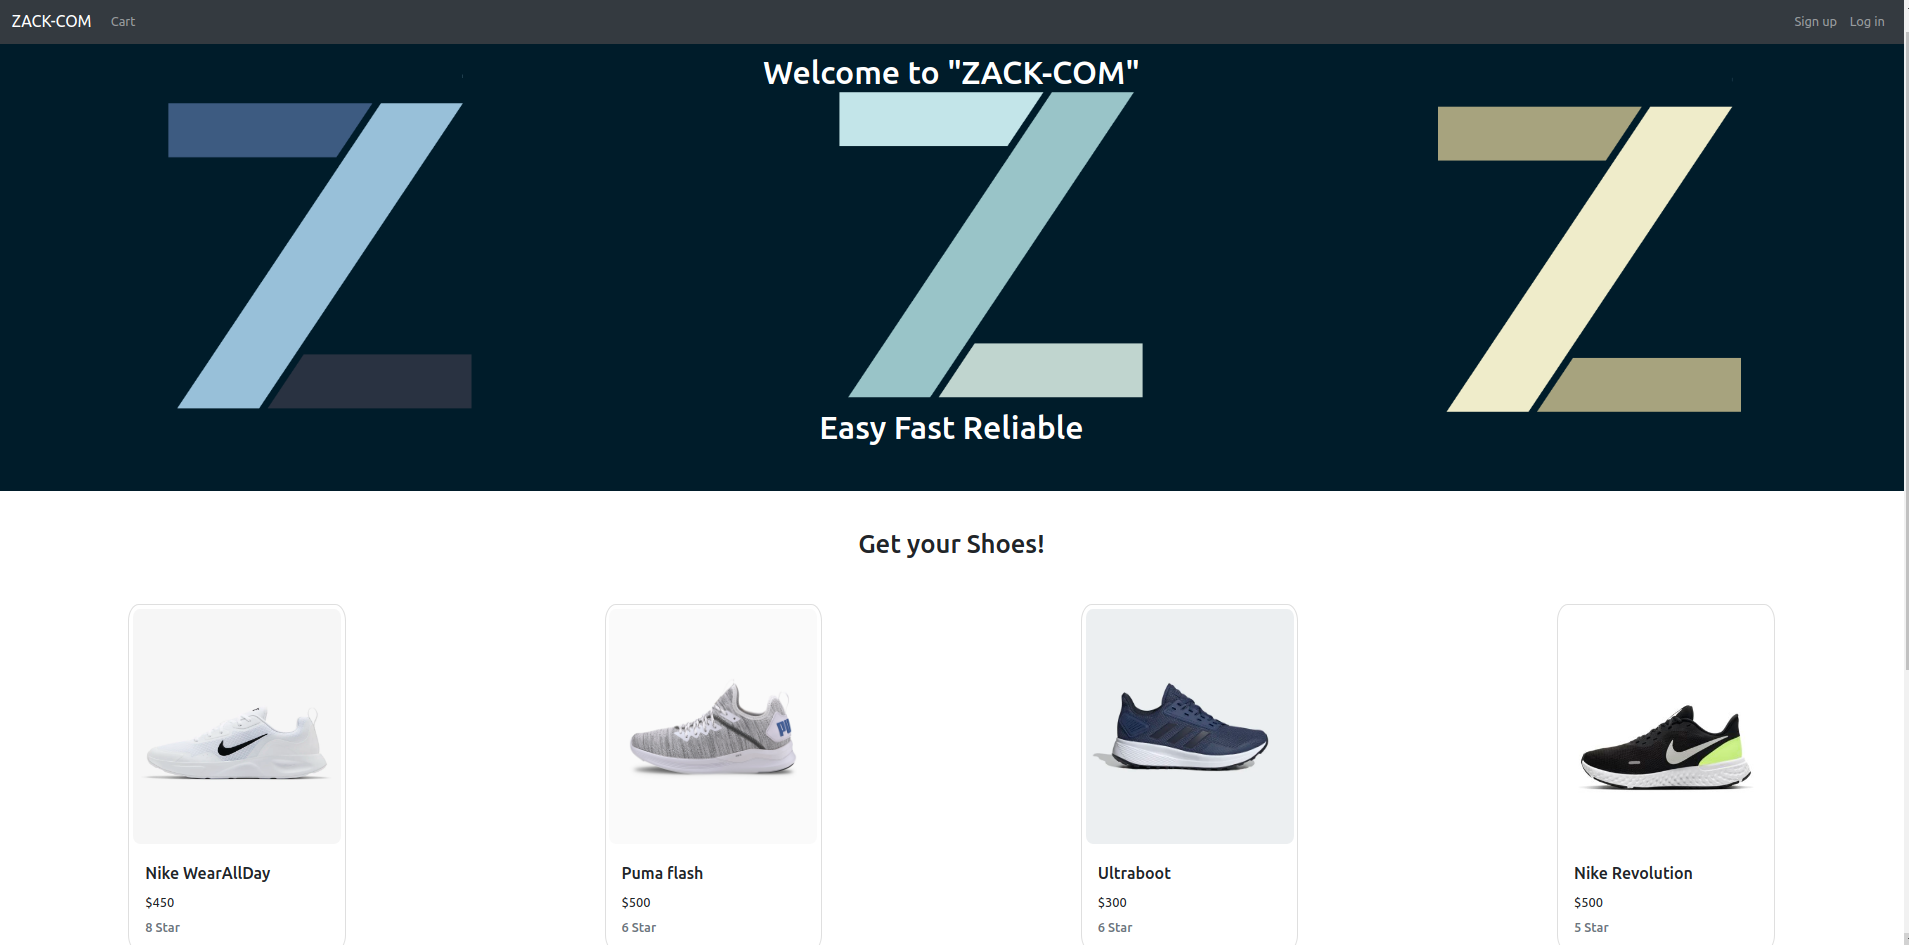 ZACK-COM Cart Sign up Log in
Welcome to "ZACK-COM"
Easy Fast Reliable
Get your Shoes!
Nike WearAllDay
$450
8 Star
Puma flash
$500
6 Star
Ultraboot
$300
6 Star
Nike Revolution
$500
5 Star